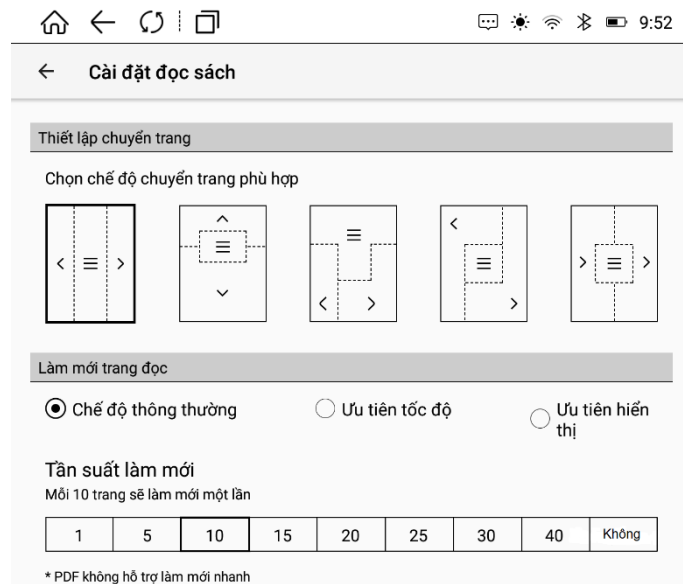 9:52
Cài đặt đọc sách
Thiết lập chuyển trang
Chọn chế độ chuyển trang phù hợp
Làm mới trang đọc
Chế độ thông thường
Ưu tiên tốc độ
Ưu tiên hiển
thị
Tần suất làm mới
Mỗi 10 trang sẽ làm mới một lần
1 5 10 15 20 25 30 40 Không
* PDF không hỗ trợ làm mới nhanh